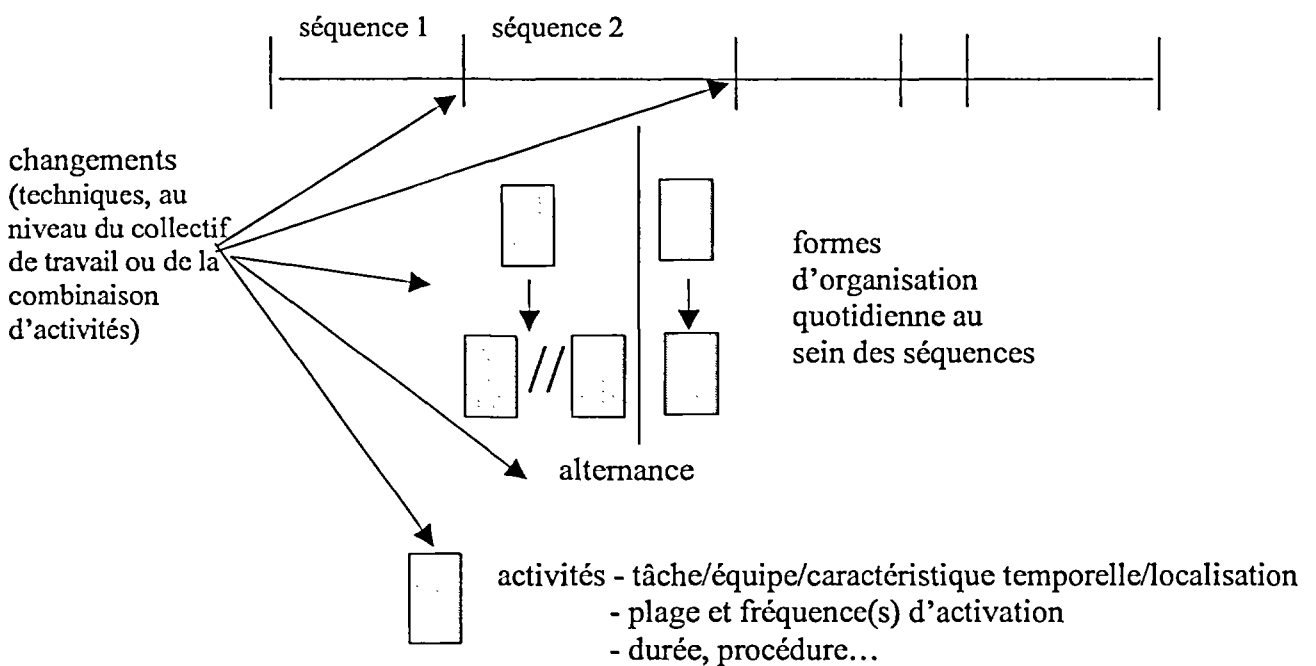 séquence 1
séquence 2
changements
(techniques, au
niveau du collectif
de travail ou de la
combinaison
d'activités)
formes
d'organisation
quotidienne au
sein des séquences
//
alternance
activités - tâche/équipe/caractéristique temporelle/localisation
- plage et fréquence(s) d'activation
- durée, procédure...